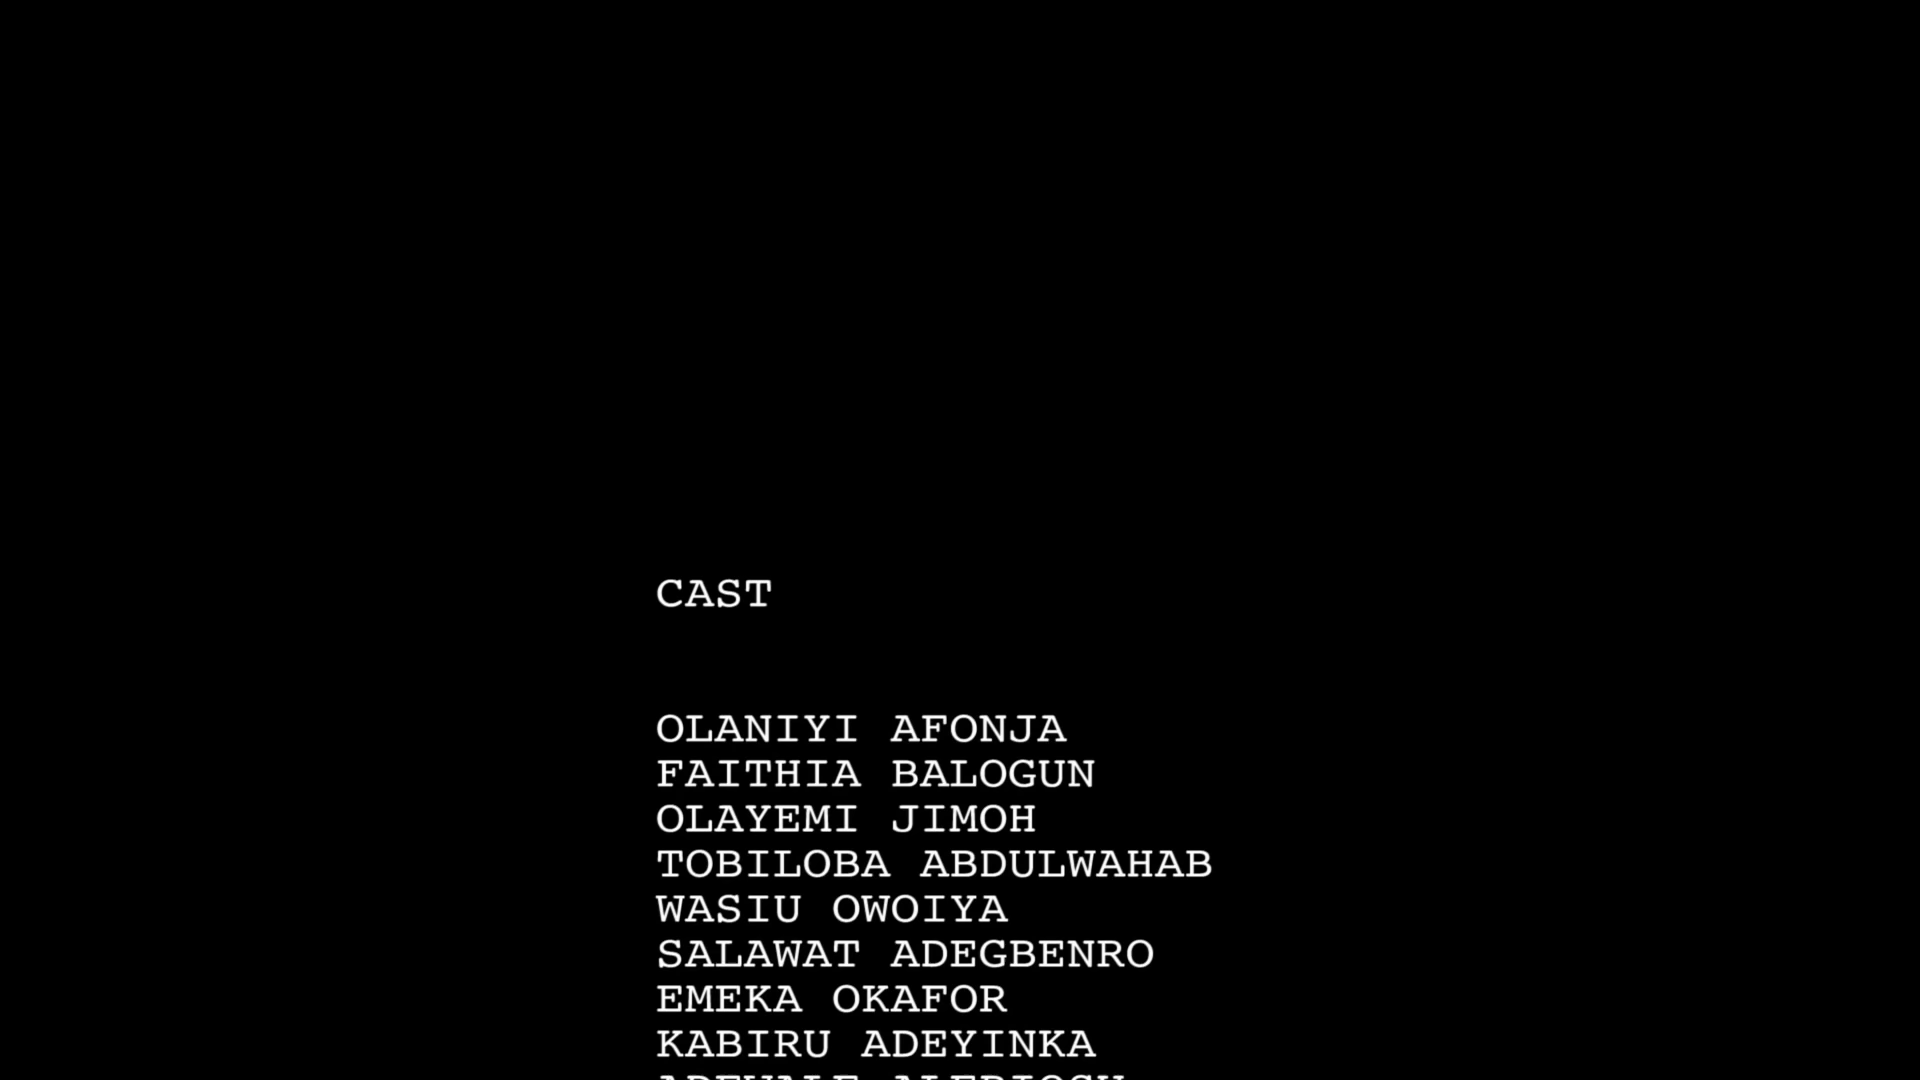 CAST
OLANIYI AFONJA
FAITHIA BALOGUN
OLAYEMI JIMOH
TOBILOBA ABDULWAHAB
WASIU OWOIYA
SALAWAT ADEGBENRO
EMEKA OKAFOR
KABIRU ADEYINKA